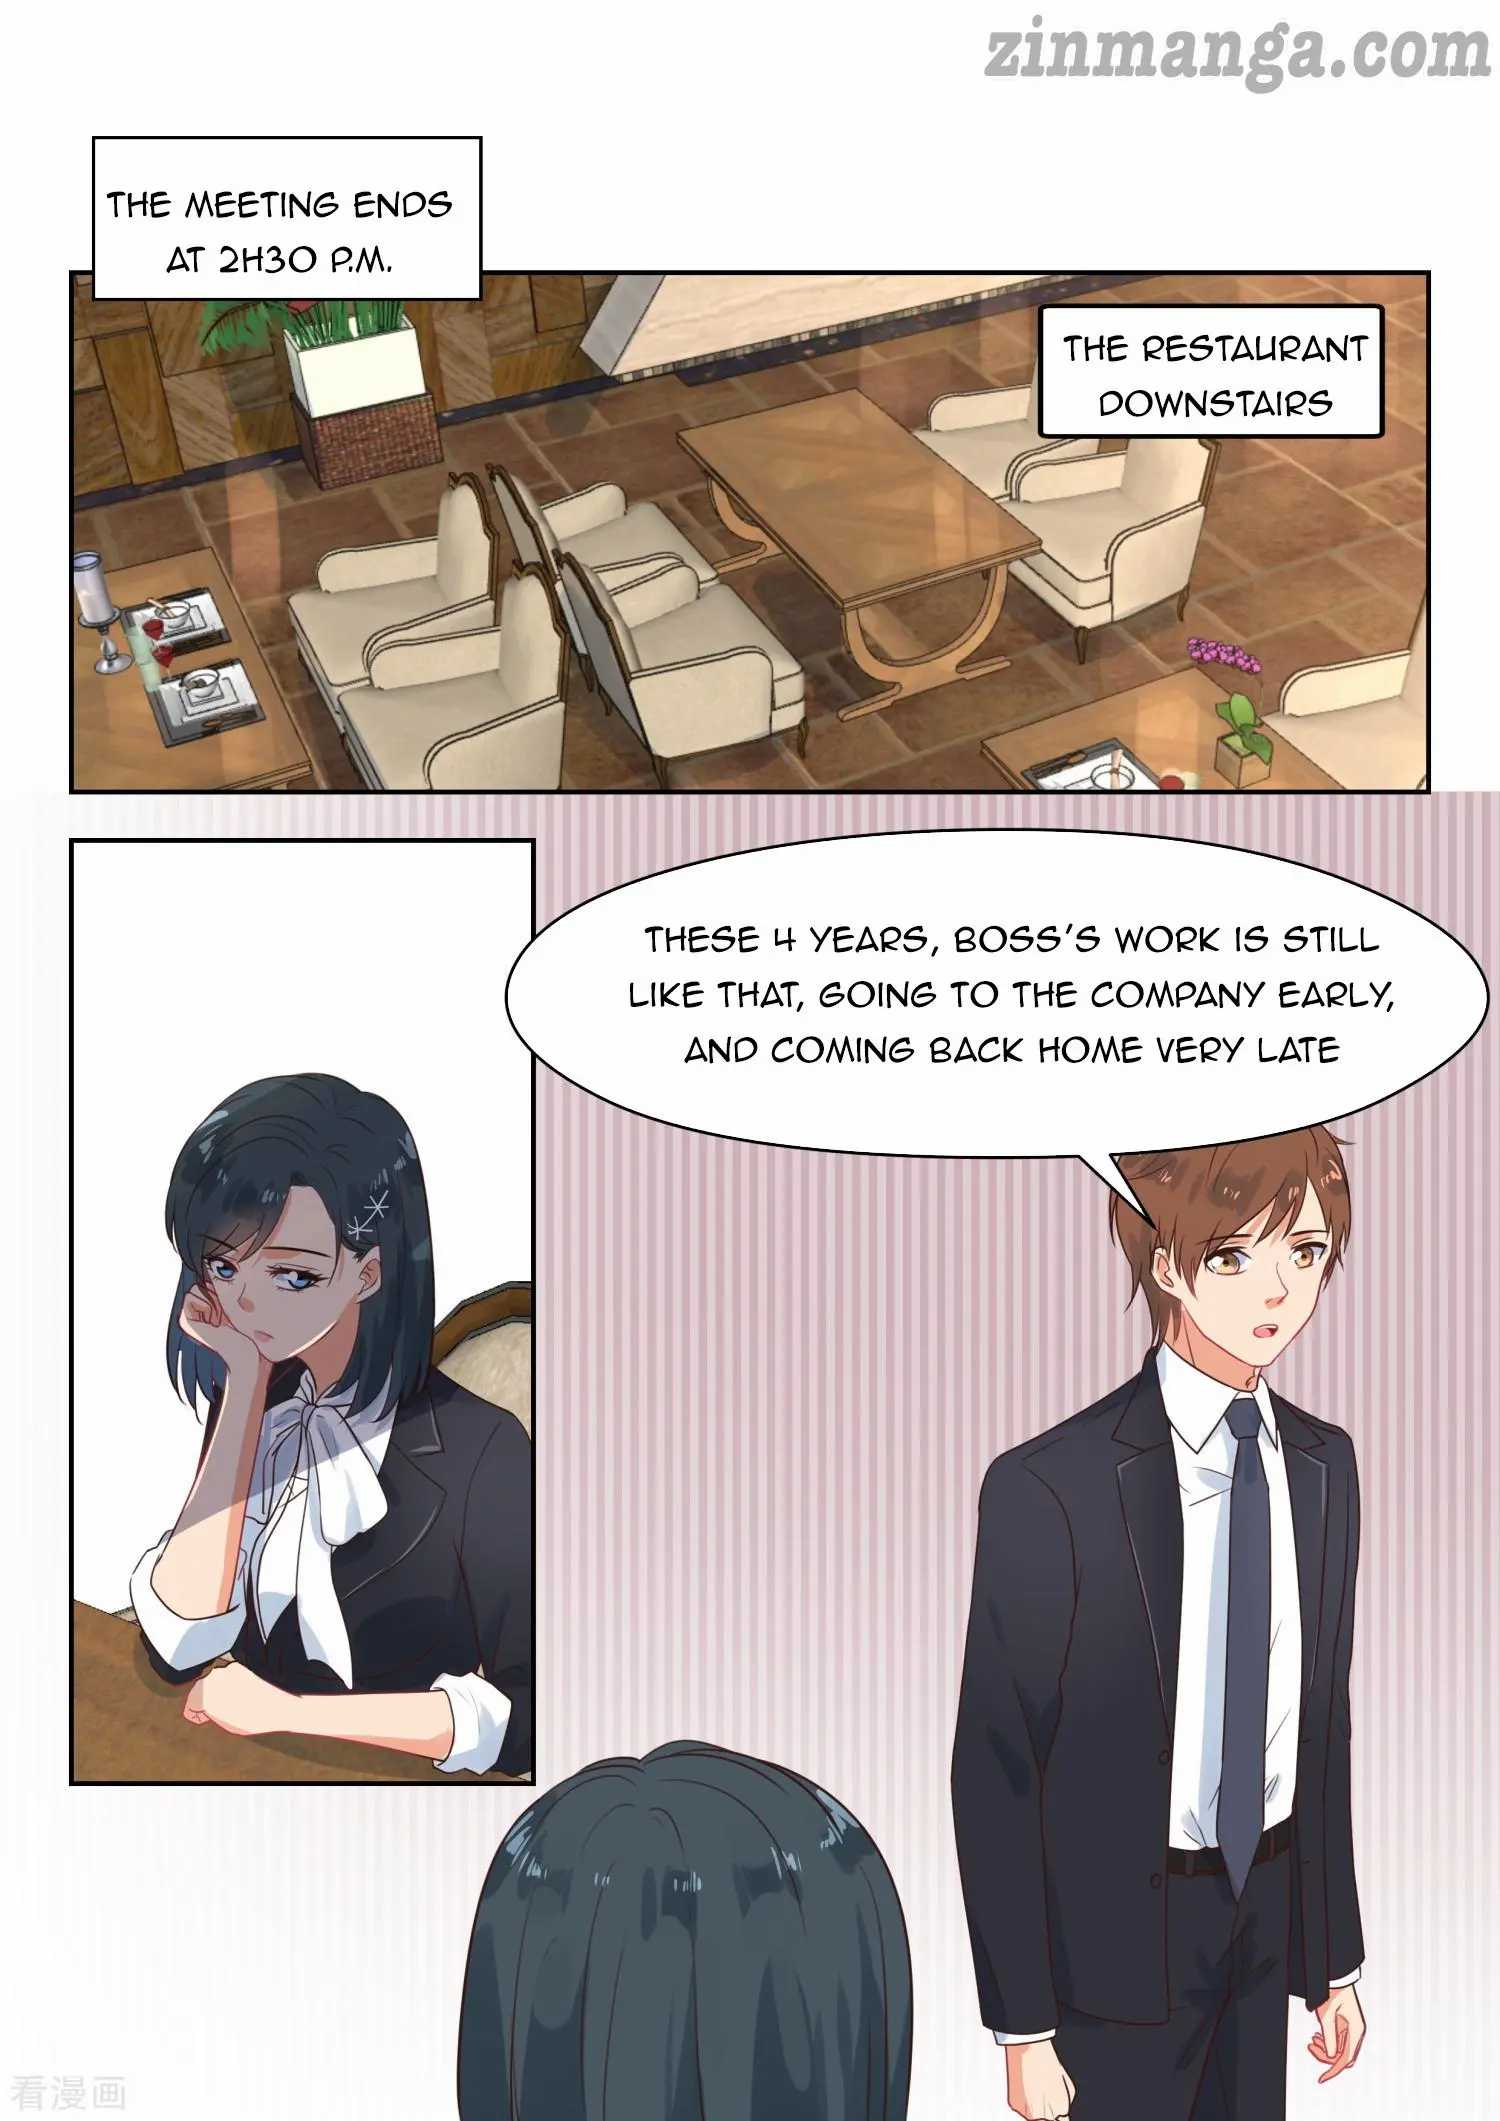 zinmanga.com
THE MEETING ENDS
AT 2H30 P.M.
THE RESTAURANT
DOWNSTAIRS
THESE 4 YEARS, BOSS'S WORK IS STILL
LIKE THAT, GOING TO THE COMPANY EARLY,
AND COMING BACK HOME VERY LATE
看漫画